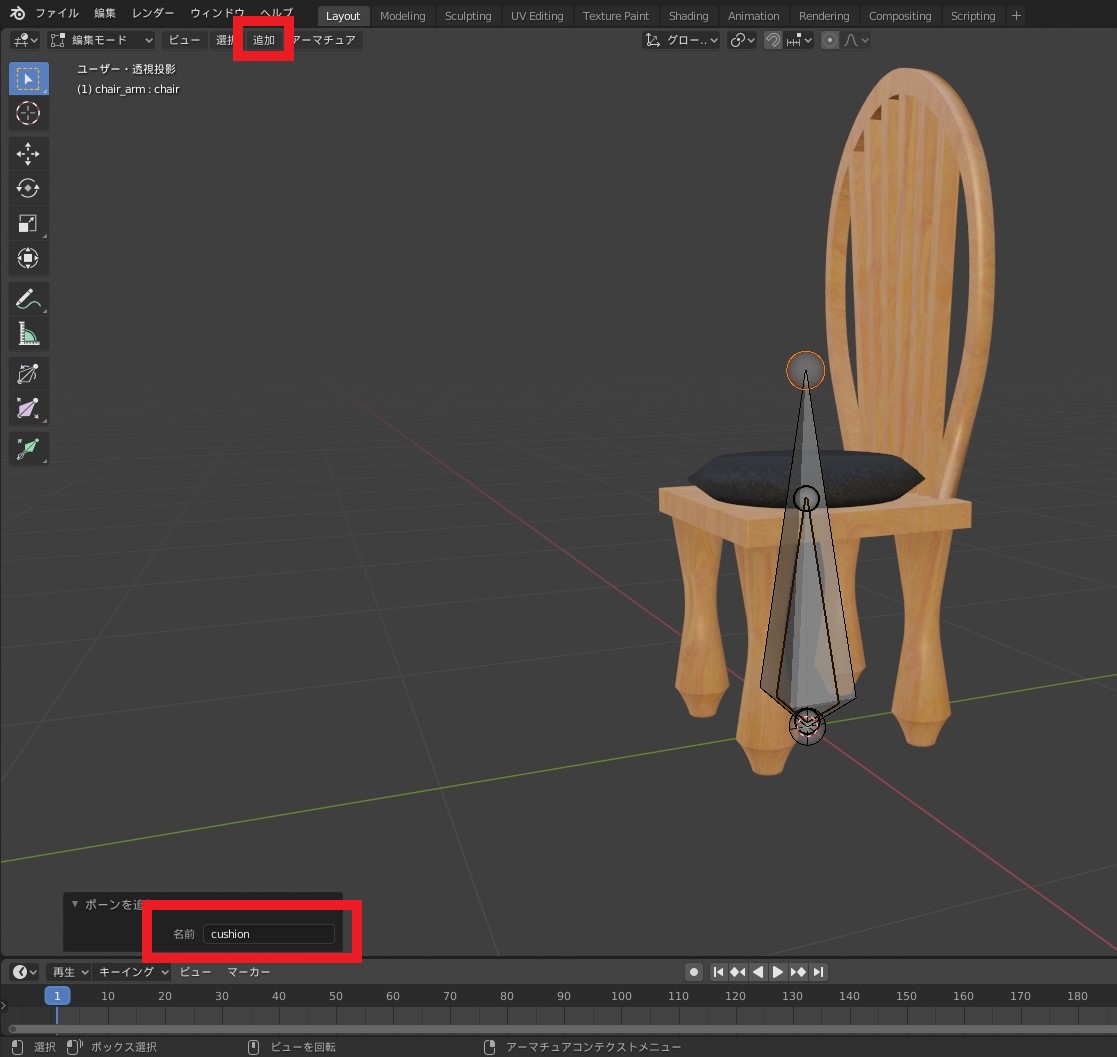 ファイル 編集 レンダー ウィンドウ ヘルプ Layout Modeling Sculpting UV Editing Texture Paint Shading Animation Rendering Compositing Scripting +
編集モード ビュー 選択 追加 アーマチュア グロー..
ユーザー・透視投影
(1) chair_arm : chair
ボーンを追
名前 cushion
再生 キーイング ビュー マーカー
1 10 20 30 40 50 60 70 80 90 100 110 120 130 140 150 160 170 180
選択 ボックス選択 ビューを回転 アーマチュアコンテクストメニュー